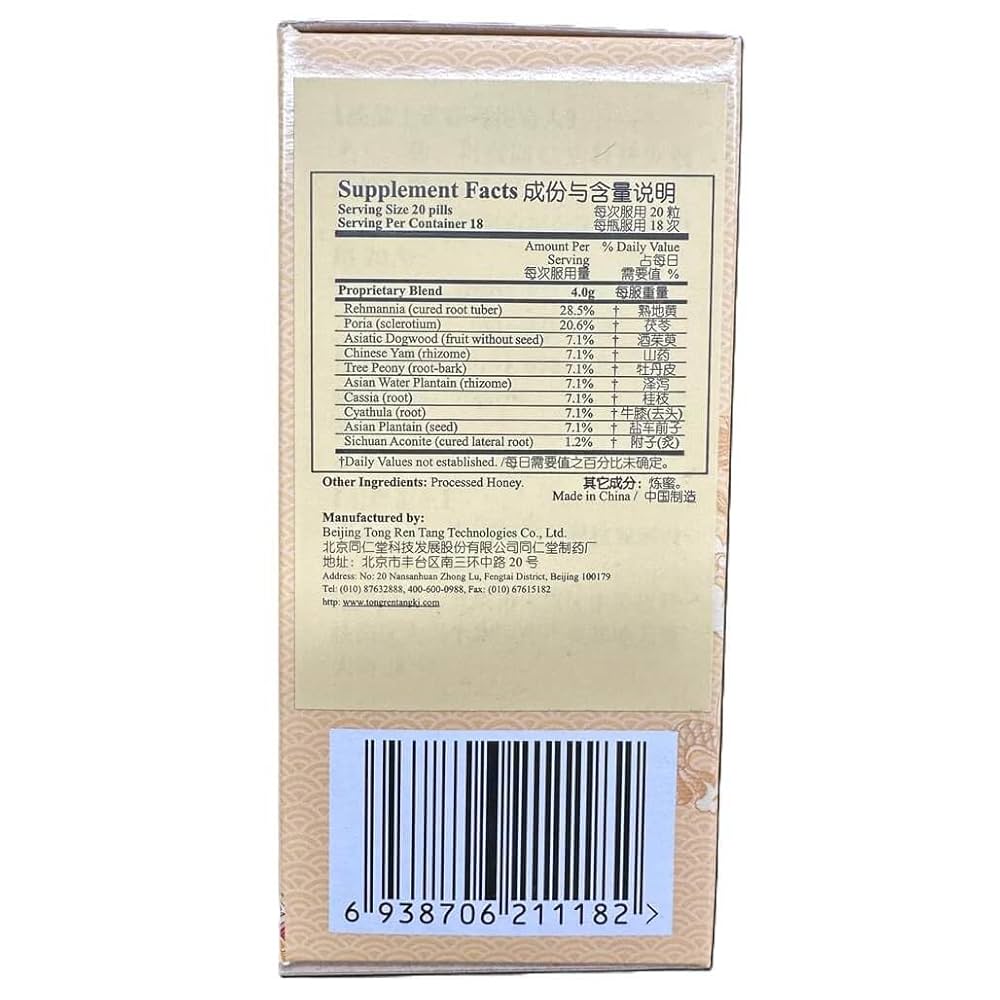 Supplement Facts 成份与含量说明
Serving Size 20 pills 每次服用 20 粒
Serving Per Container 18 每瓶服用 18 次
Amount Per % Daily Value
Serving 占每日
每次服用量 需要值 %
Proprietary Blend 4.0g 每服重量
Rehmannia (cured root tuber) 28.5% † 熟地黄
Poria (sclerotium) 20.6% † 茯苓
Asiatic Dogwood (fruit without seed) 7.1% † 酒茱萸
Chinese Yam (rhizome) 7.1% † 山药
Tree Peony (root-bark) 7.1% † 牡丹皮
Asian Water Plantain (rhizome) 7.1% † 泽泻
Cassia (root) 7.1% † 桂枝
Cyathula (root) 7.1% † 牛膝(去头)
Asian Plantain (seed) 7.1% † 盐车前子
Sichuan Aconite (cured lateral root) 1.2% † 附子(炙)
†Daily Values not established. /每日需要值之百分比未确定。
Other Ingredients: Processed Honey. 其它成分：炼蜜。
Made in China / 中国制造
Manufactured by:
Beijing Tong Ren Tang Technologies Co., Ltd.
北京同仁堂科技发展股份有限公司同仁堂制药厂
地址：北京市丰台区南三环中路 20 号
Address: No: 20 Nansanhuan Zhong Lu, Fengtai District, Beijing 100179
Tel: (010) 87632888, 400-600-0988, Fax: (010) 67615182
http: www.tongrentangkj.com
6 938706 211182 >